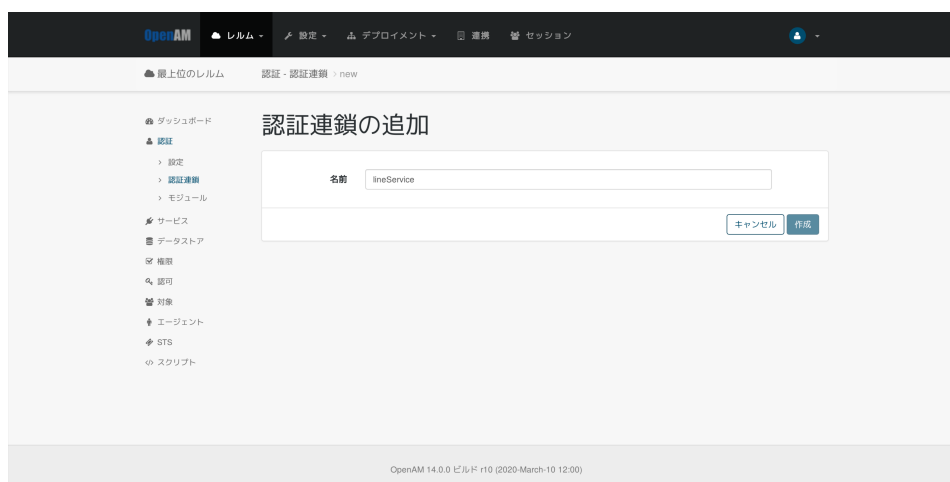 OpenAM レルム 設定 デプロイメント 連携 セッション
最上位のレルム 認証 - 認証連鎖 > new
ダッシュボード
認証
> 設定
> 認証連鎖
> モジュール
サービス
データストア
権限
認可
対象
エージェント
STS
スクリプト
認証連鎖の追加
名前 lineService
キャンセル 作成
OpenAM 14.0.0 ビルド r10 (2020-March-10 12:00)